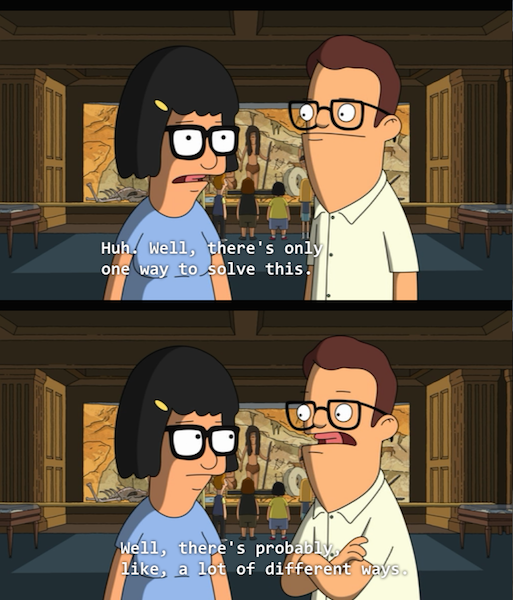 Huh. Well, there's only
one way to solve this.
Well, there's probably,
like, a lot of different ways.